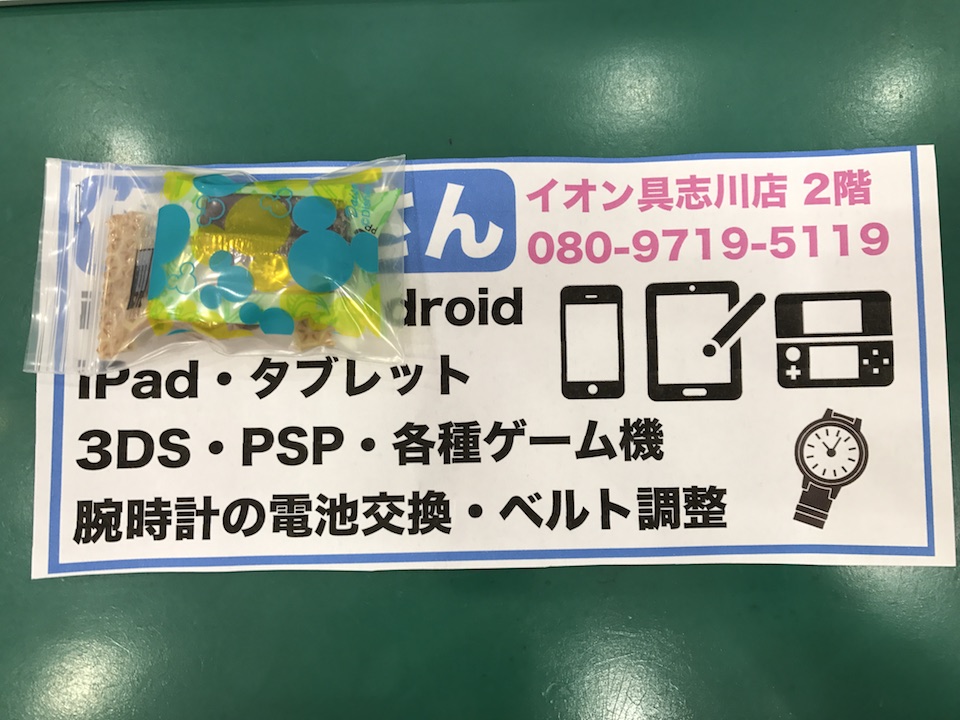 さん
イオン具志川店 2階
080-9719-5119
iPad・タブレット
3DS・PSP・各種ゲーム機
腕時計の電池交換・ベルト調整